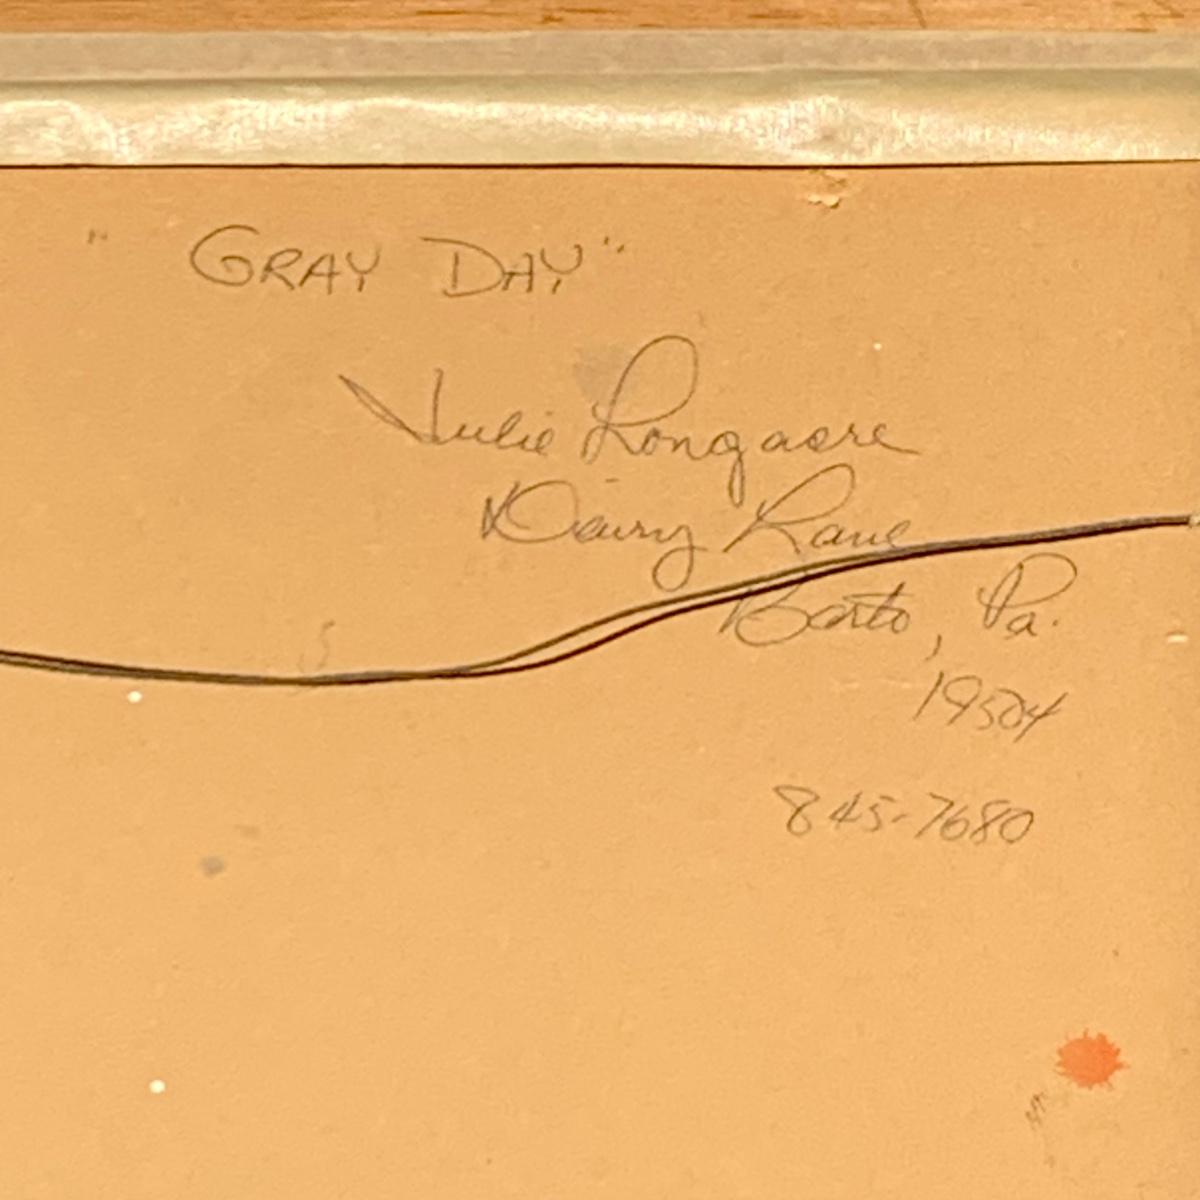 "GRAY DAY"
Julie Longacre
Dairy Lane
Barto, Pa.
19504
845-7680